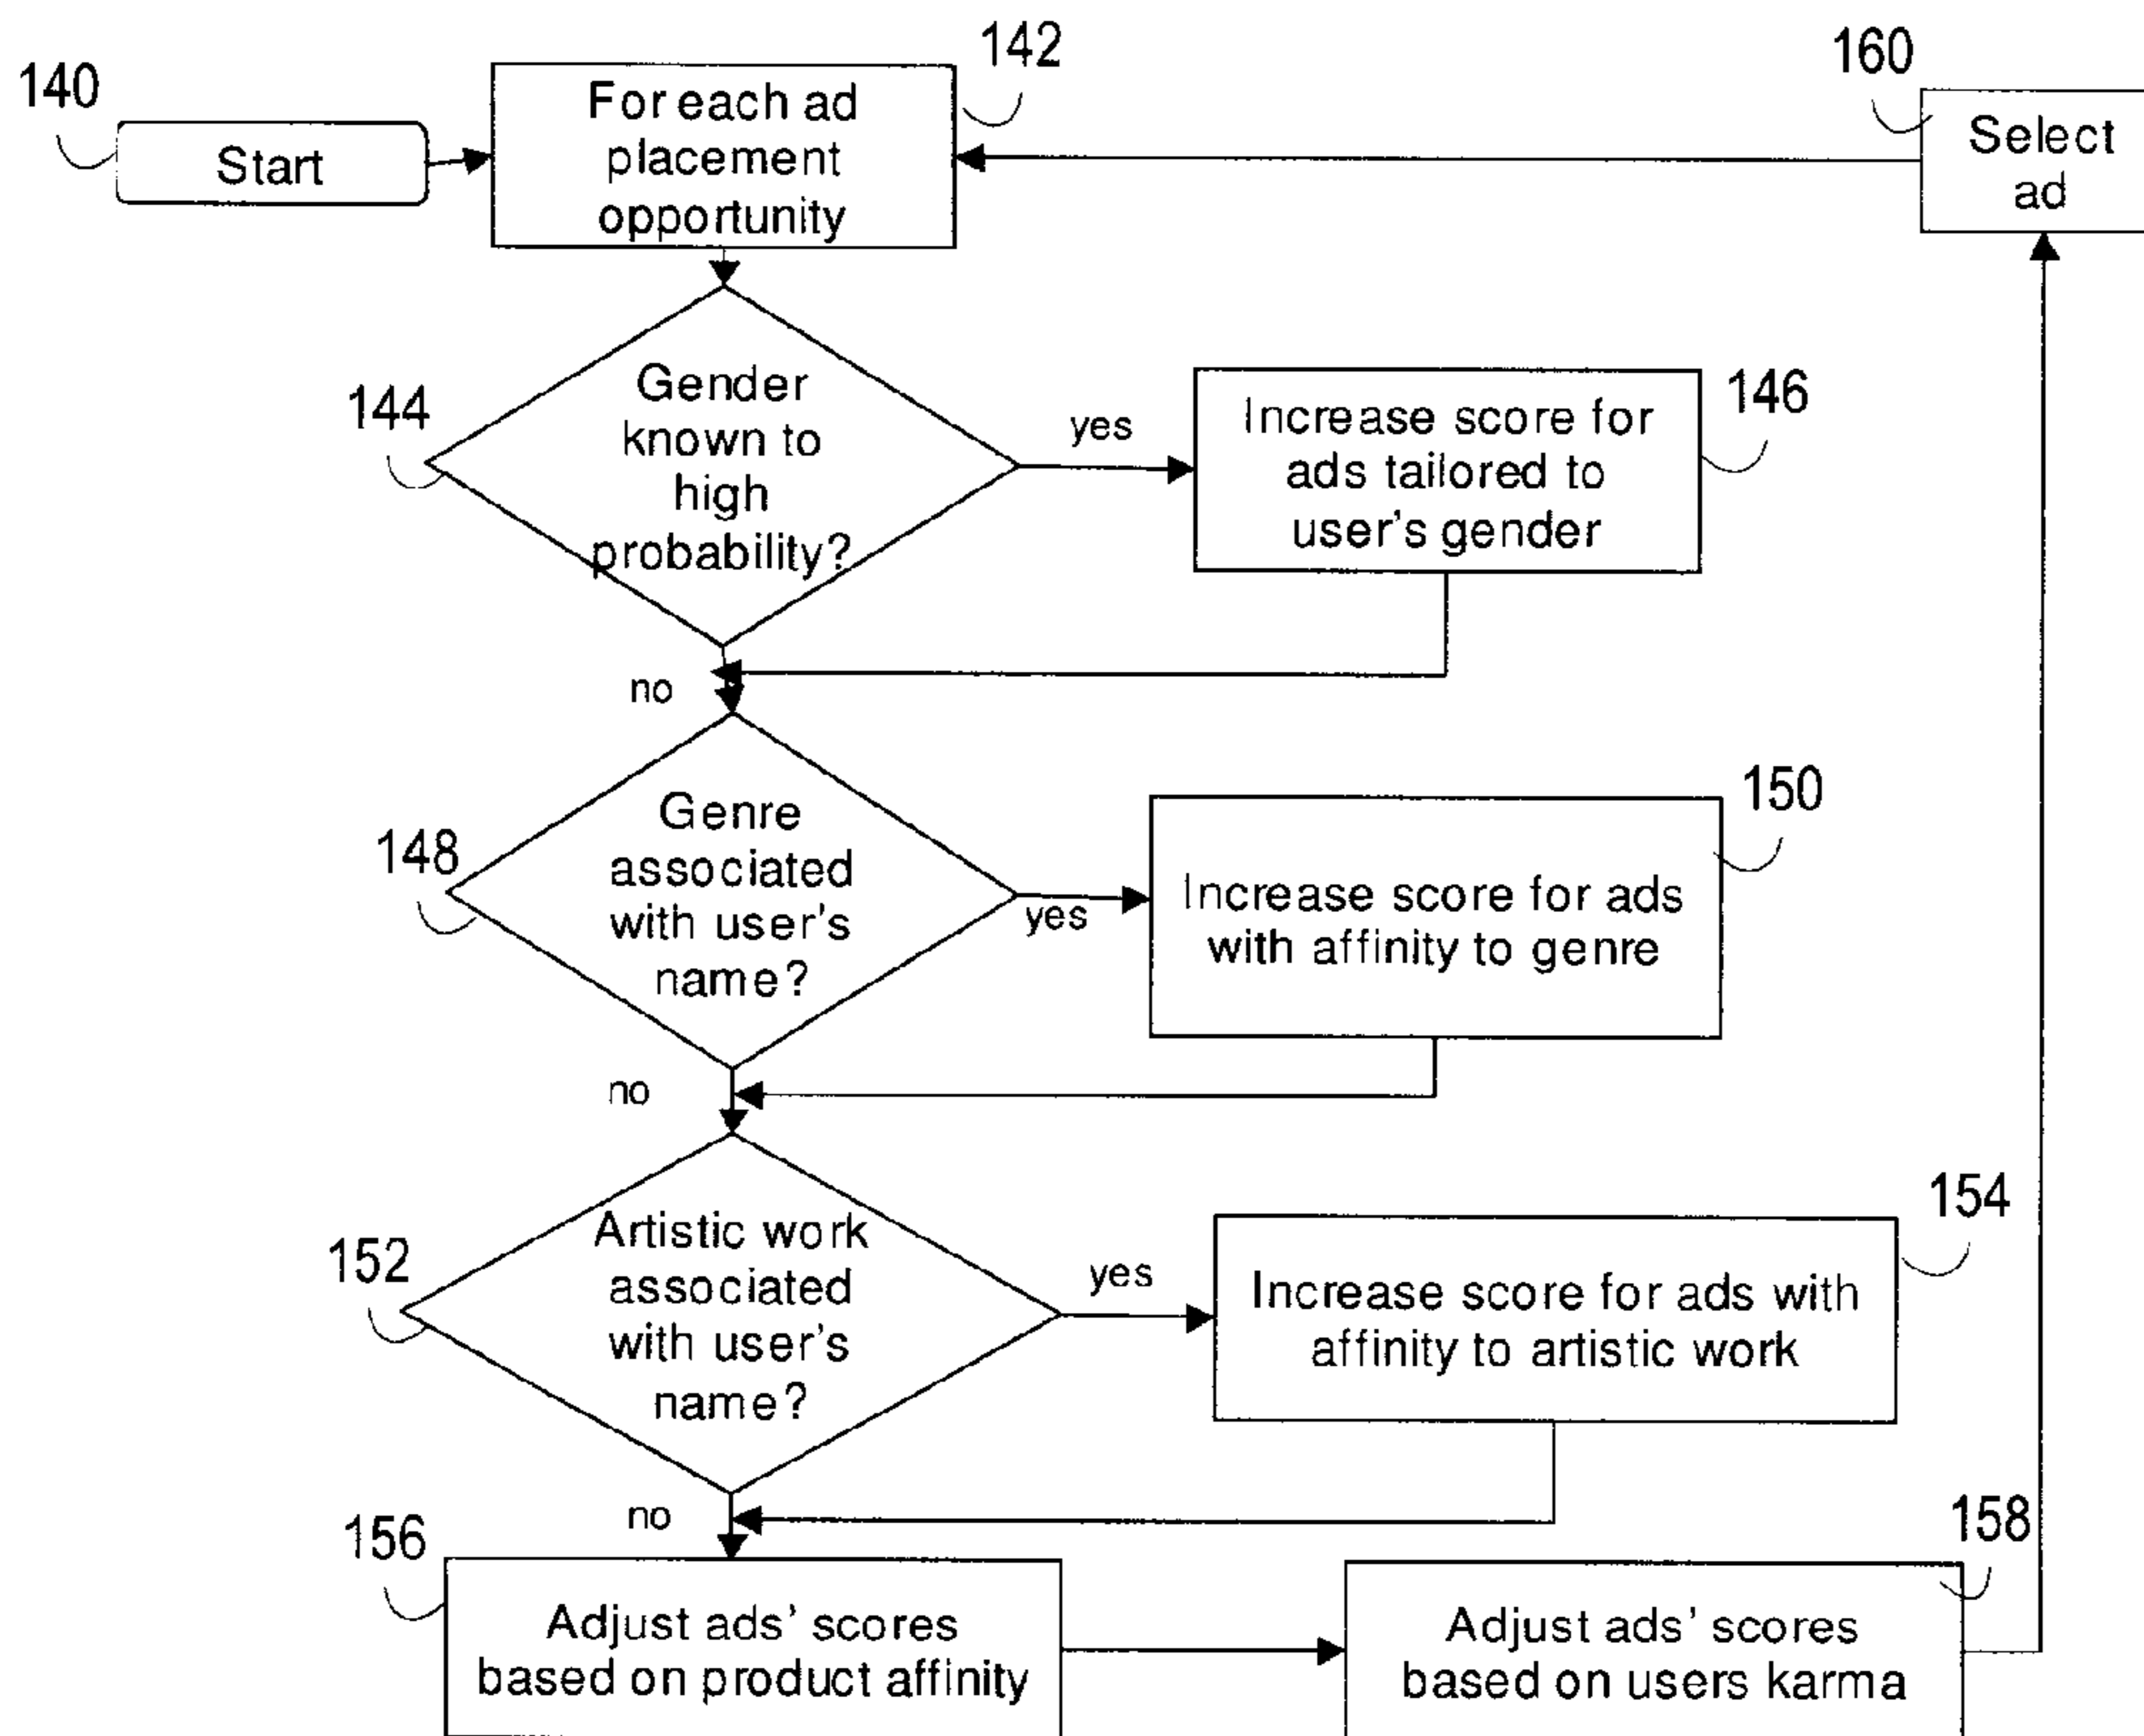 140
Start
142
For each ad
placement
opportunity
160
Select
ad
144
Gender
known to
high
probability?
yes
146
Increase score for
ads tailored to
user's gender
no
148
Genre
associated
with user's
name?
yes
150
Increase score for ads
with affinity to genre
no
152
Artistic work
associated
with user's
name?
yes
154
Increase score for ads with
affinity to artistic work
no
156
Adjust ads' scores
based on product affinity
158
Adjust ads' scores
based on users karma